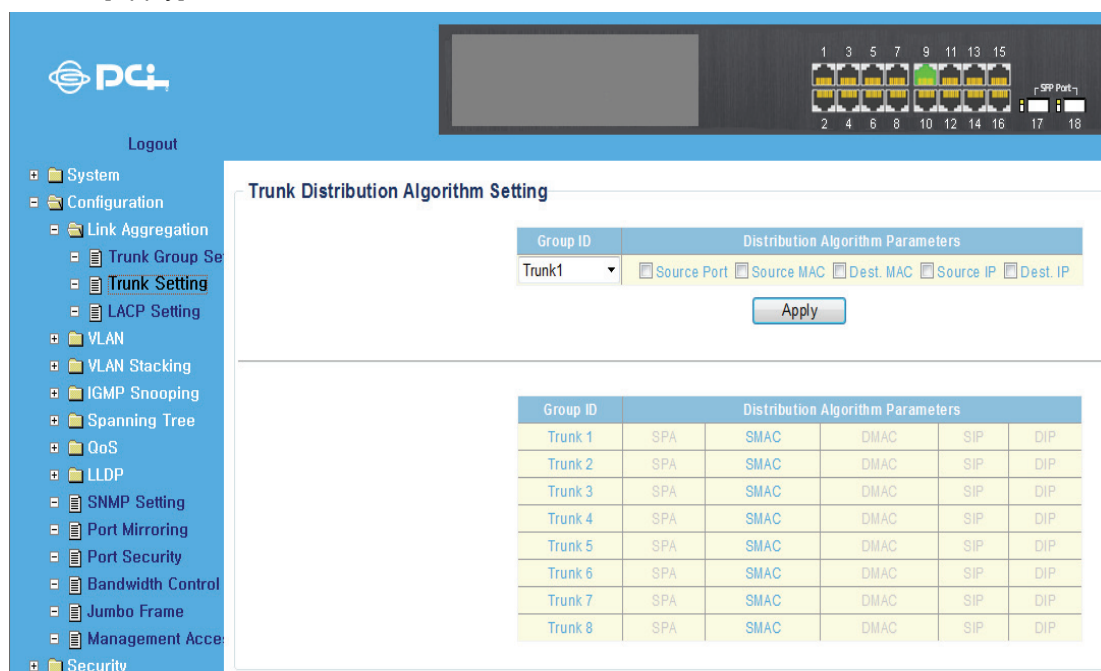 PCi
1 3 5 7 9 11 13 15
SFP Port
2 4 6 8 10 12 14 16 17 18
Logout
System
Configuration
Link Aggregation
Trunk Group Se
Trunk Setting
LACP Setting
VLAN
VLAN Stacking
IGMP Snooping
Spanning Tree
QoS
LLDP
SNMP Setting
Port Mirroring
Port Security
Bandwidth Control
Jumbo Frame
Management Acce
Security
Trunk Distribution Algorithm Setting
Group ID Distribution Algorithm Parameters
Trunk1 Source Port Source MAC Dest. MAC Source IP Dest. IP
Apply
Group ID Distribution Algorithm Parameters
Trunk 1 SPA SMAC DMAC SIP DIP
Trunk 2 SPA SMAC DMAC SIP DIP
Trunk 3 SPA SMAC DMAC SIP DIP
Trunk 4 SPA SMAC DMAC SIP DIP
Trunk 5 SPA SMAC DMAC SIP DIP
Trunk 6 SPA SMAC DMAC SIP DIP
Trunk 7 SPA SMAC DMAC SIP DIP
Trunk 8 SPA SMAC DMAC SIP DIP